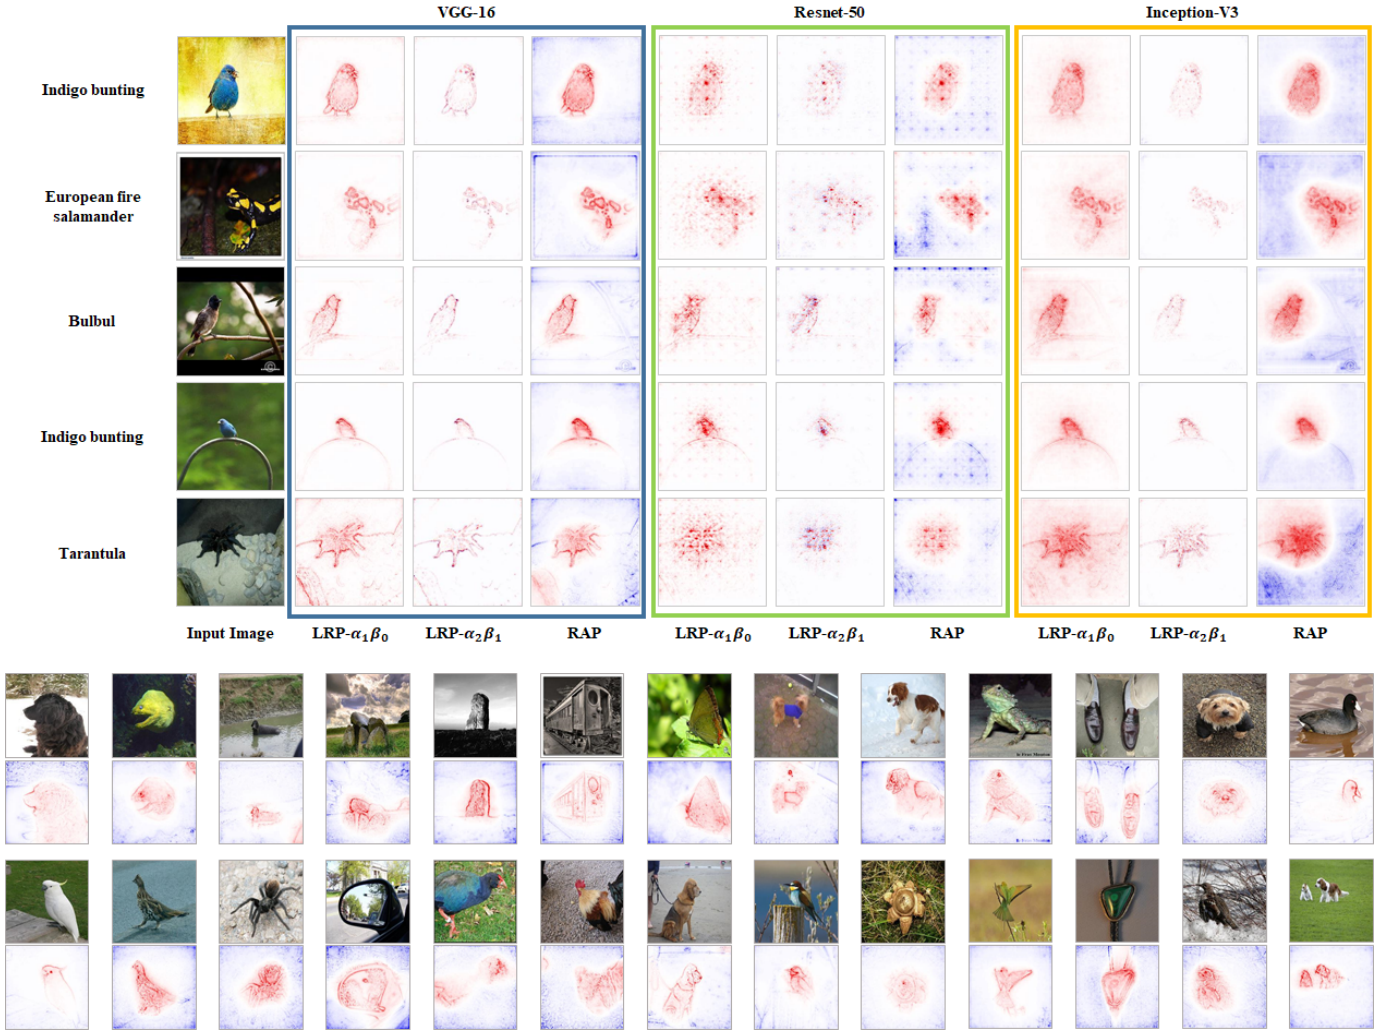 VGG-16 Resnet-50 Inception-V3
Indigo bunting
European fire
salamander
Bulbul
Indigo bunting
Tarantula
Input Image LRP-α₁β₀ LRP-α₂β₁ RAP LRP-α₁β₀ LRP-α₂β₁ RAP LRP-α₁β₀ LRP-α₂β₁ RAP